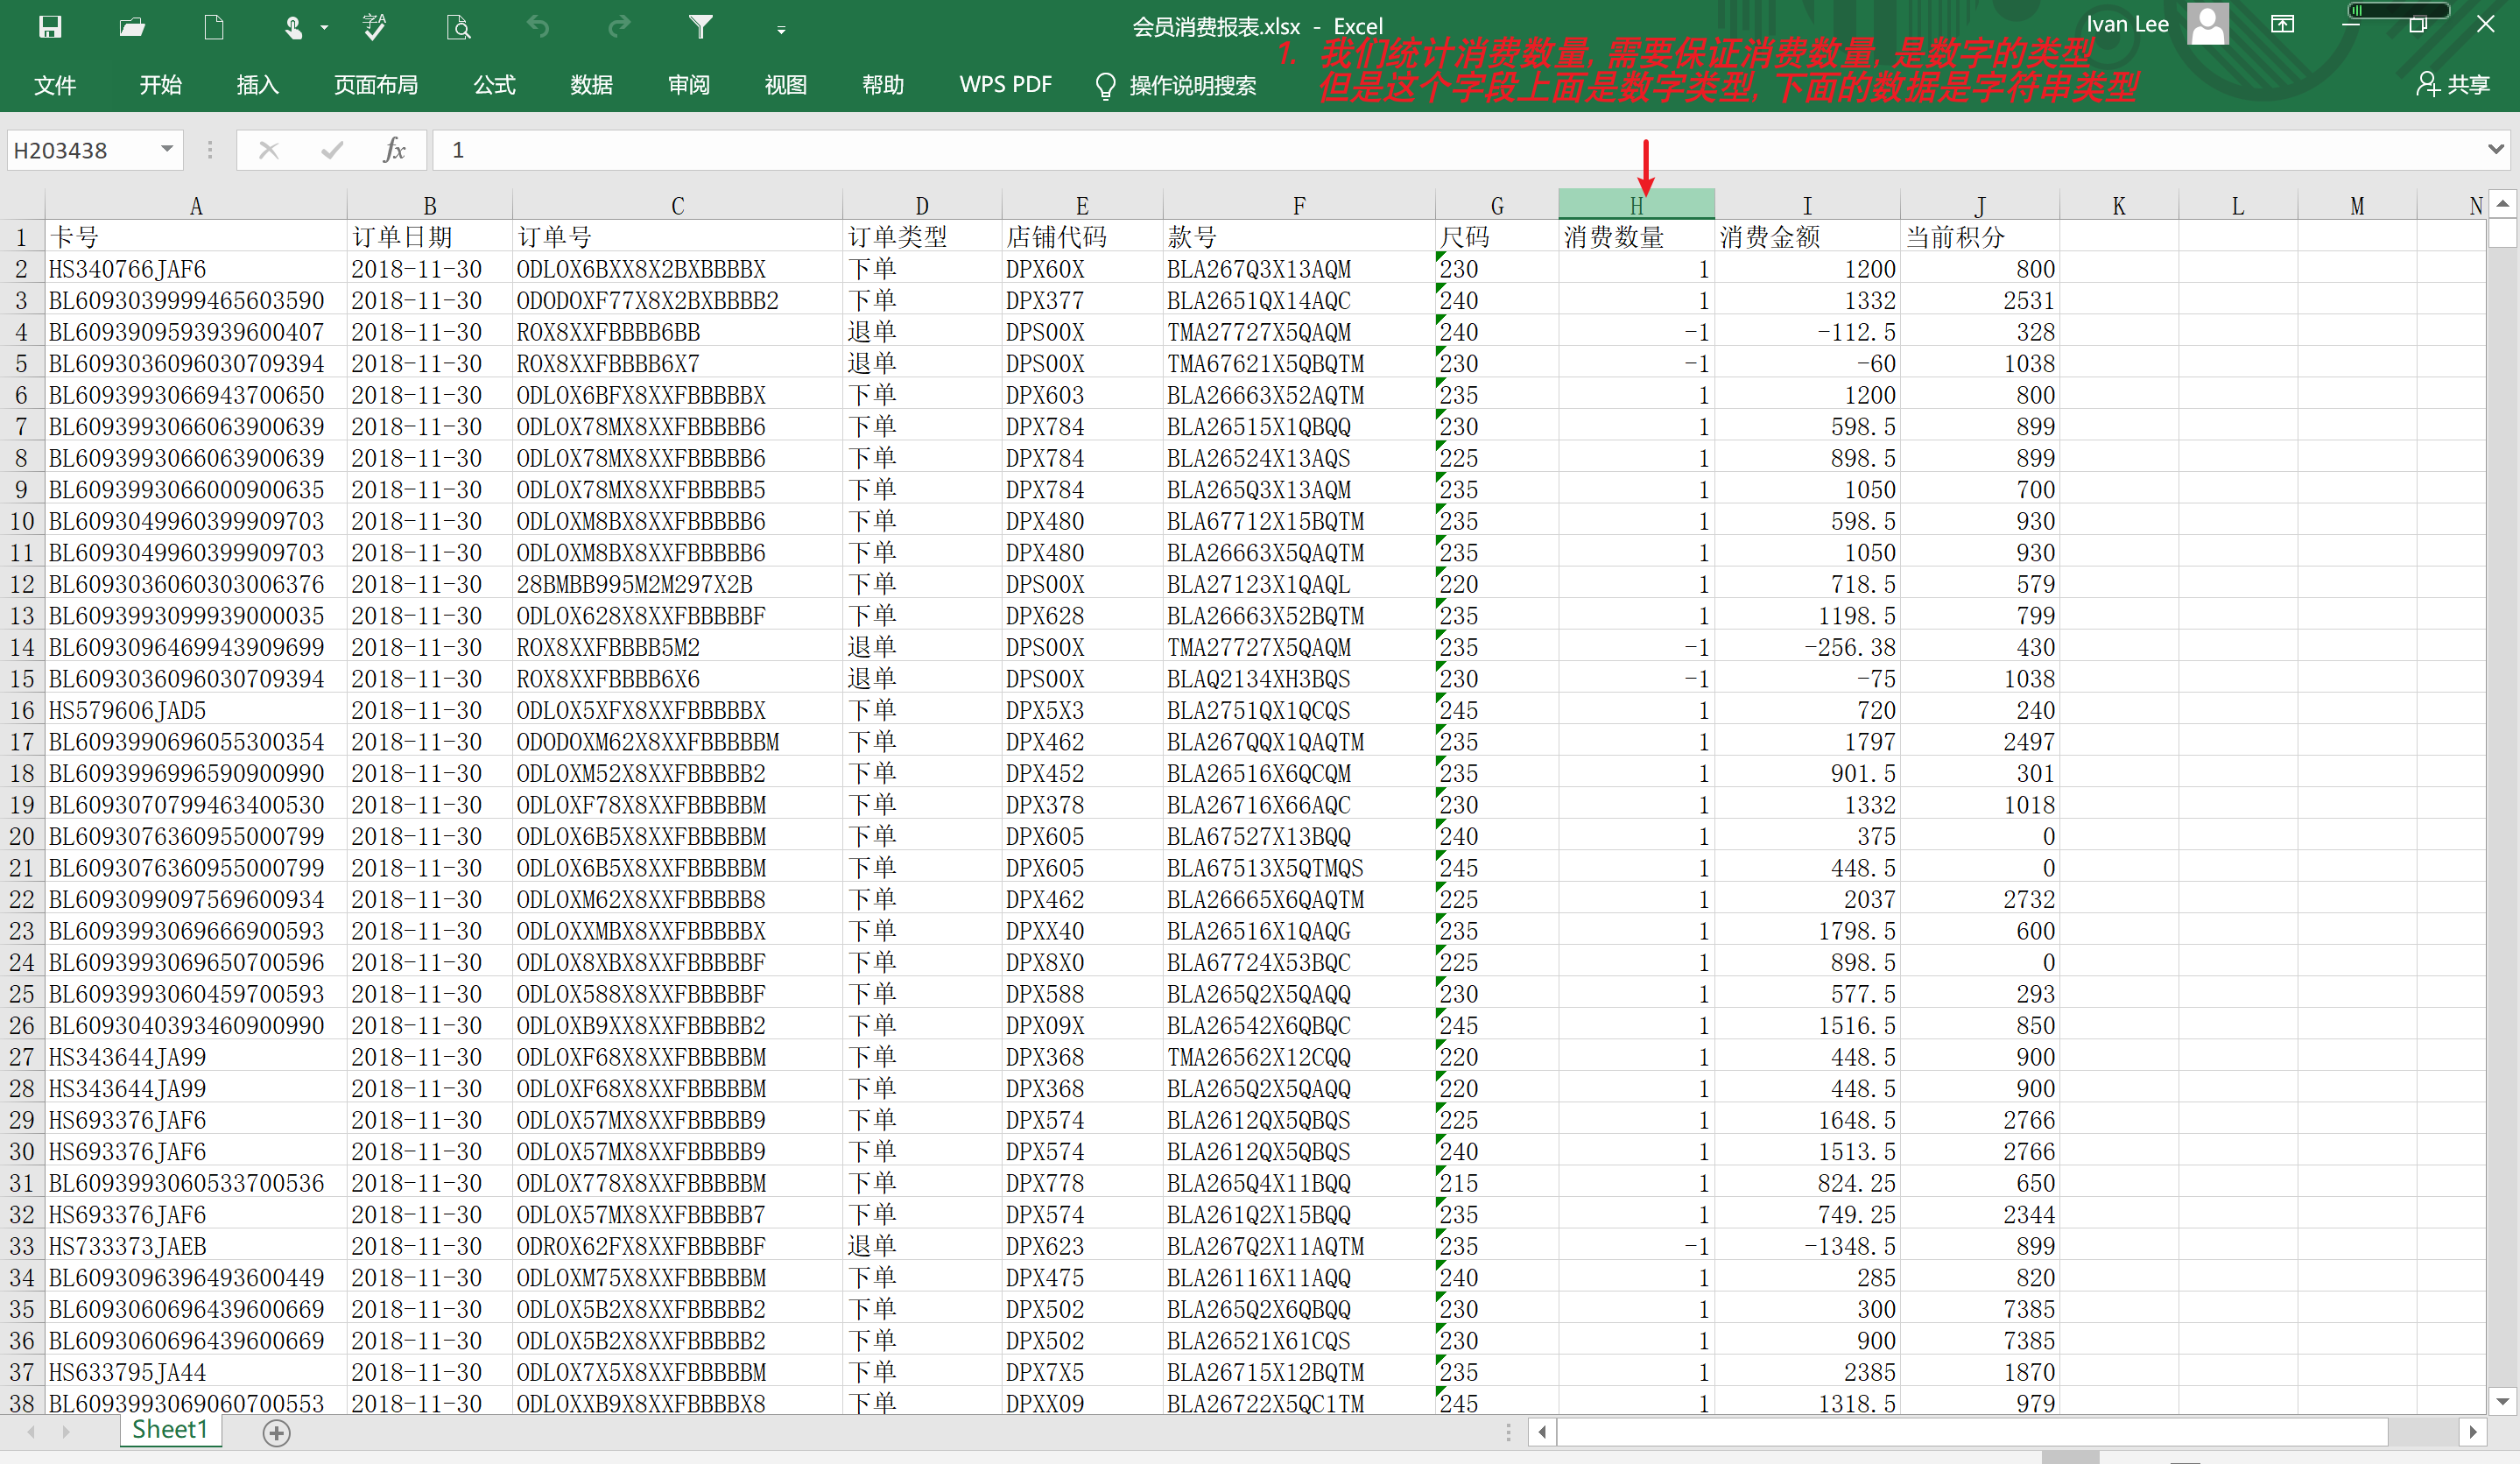 会员消费报表.xlsx - Excel
Ivan Lee
1. 我们统计消费数量, 需要保证消费数量, 是数字的类型
但是这个字段上面是数字类型, 下面的数据是字符串类型
文件 开始 插入 页面布局 公式 数据 审阅 视图 帮助 WPS PDF 操作说明搜索 共享
H203438 fx 1
A B C D E F G H I J K L M N
1 卡号 订单日期 订单号 订单类型 店铺代码 款号 尺码 消费数量 消费金额 当前积分
2 HS340766JAF6 2018-11-30 ODLOX6BXX8X2BXBBBBX 下单 DPX60X BLA267Q3X13AQM 230 1 1200 800
3 BL6093039999465603590 2018-11-30 ODODOXF77X8X2BXBBBB2 下单 DPX377 BLA2651QX14AQC 240 1 1332 2531
4 BL6093909593939600407 2018-11-30 ROX8XXFBBBB6BB 退单 DPS00X TMA27727X5QAQM 240 -1 -112.5 328
5 BL6093036096030709394 2018-11-30 ROX8XXFBBBB6X7 退单 DPS00X TMA67621X5QBQTM 230 -1 -60 1038
6 BL6093993066943700650 2018-11-30 ODLOX6BFX8XXFBBBBBX 下单 DPX603 BLA26663X52AQTM 235 1 1200 800
7 BL6093993066063900639 2018-11-30 ODLOX78MX8XXFBBBBB6 下单 DPX784 BLA26515X1QBQQ 230 1 598.5 899
8 BL6093993066063900639 2018-11-30 ODLOX78MX8XXFBBBBB6 下单 DPX784 BLA26524X13AQS 225 1 898.5 899
9 BL6093993066000900635 2018-11-30 ODLOX78MX8XXFBBBBB5 下单 DPX784 BLA265Q3X13AQM 235 1 1050 700
10 BL6093049960399909703 2018-11-30 ODLOXM8BX8XXFBBBBB6 下单 DPX480 BLA67712X15BQTM 235 1 598.5 930
11 BL6093049960399909703 2018-11-30 ODLOXM8BX8XXFBBBBB6 下单 DPX480 BLA26663X5QAQTM 235 1 1050 930
12 BL6093036060303006376 2018-11-30 28BMBB995M2M297X2B 下单 DPS00X BLA27123X1QAQL 220 1 718.5 579
13 BL6093993099939000035 2018-11-30 ODLOX628X8XXFBBBBBF 下单 DPX628 BLA26663X52BQTM 235 1 1198.5 799
14 BL6093096469943909699 2018-11-30 ROX8XXFBBBB5M2 退单 DPS00X TMA27727X5QAQM 235 -1 -256.38 430
15 BL6093036096030709394 2018-11-30 ROX8XXFBBBB6X6 退单 DPS00X BLAQ2134XH3BQS 230 -1 -75 1038
16 HS579606JAD5 2018-11-30 ODLOX5XFX8XXFBBBBBX 下单 DPX5X3 BLA2751QX1QCQS 245 1 720 240
17 BL6093990696055300354 2018-11-30 ODODOXM62X8XXFBBBBBM 下单 DPX462 BLA267QQX1QAQTM 235 1 1797 2497
18 BL6093996996590900990 2018-11-30 ODLOXM52X8XXFBBBBB2 下单 DPX452 BLA26516X6QCQM 235 1 901.5 301
19 BL6093070799463400530 2018-11-30 ODLOXF78X8XXFBBBBBM 下单 DPX378 BLA26716X66AQC 230 1 1332 1018
20 BL6093076360955000799 2018-11-30 ODLOX6B5X8XXFBBBBBM 下单 DPX605 BLA67527X13BQQ 240 1 375 0
21 BL6093076360955000799 2018-11-30 ODLOX6B5X8XXFBBBBBM 下单 DPX605 BLA67513X5QTMQS 245 1 448.5 0
22 BL6093099097569600934 2018-11-30 ODLOXM62X8XXFBBBBB8 下单 DPX462 BLA26665X6QAQTM 225 1 2037 2732
23 BL6093993069666900593 2018-11-30 ODLOXXMBX8XXFBBBBBX 下单 DPXX40 BLA26516X1QAQG 235 1 1798.5 600
24 BL6093993069650700596 2018-11-30 ODLOX8XBX8XXFBBBBBF 下单 DPX8X0 BLA67724X53BQC 225 1 898.5 0
25 BL6093993060459700593 2018-11-30 ODLOX588X8XXFBBBBBF 下单 DPX588 BLA265Q2X5QAQQ 230 1 577.5 293
26 BL6093040393460900990 2018-11-30 ODLOXB9XX8XXFBBBBB2 下单 DPX09X BLA26542X6QBQC 245 1 1516.5 850
27 HS343644JA99 2018-11-30 ODLOXF68X8XXFBBBBBM 下单 DPX368 TMA26562X12CQQ 220 1 448.5 900
28 HS343644JA99 2018-11-30 ODLOXF68X8XXFBBBBBM 下单 DPX368 BLA265Q2X5QAQQ 220 1 448.5 900
29 HS693376JAF6 2018-11-30 ODLOX57MX8XXFBBBBB9 下单 DPX574 BLA2612QX5QBQS 225 1 1648.5 2766
30 HS693376JAF6 2018-11-30 ODLOX57MX8XXFBBBBB9 下单 DPX574 BLA2612QX5QBQS 240 1 1513.5 2766
31 BL6093993060533700536 2018-11-30 ODLOX778X8XXFBBBBBM 下单 DPX778 BLA265Q4X11BQQ 215 1 824.25 650
32 HS693376JAF6 2018-11-30 ODLOX57MX8XXFBBBBB7 下单 DPX574 BLA261Q2X15BQQ 235 1 749.25 2344
33 HS733373JAEB 2018-11-30 ODROX62FX8XXFBBBBBF 退单 DPX623 BLA267Q2X11AQTM 235 -1 -1348.5 899
34 BL6093096396493600449 2018-11-30 ODLOXM75X8XXFBBBBBM 下单 DPX475 BLA26116X11AQQ 240 1 285 820
35 BL6093060696439600669 2018-11-30 ODLOX5B2X8XXFBBBBB2 下单 DPX502 BLA265Q2X6QBQQ 230 1 300 7385
36 BL6093060696439600669 2018-11-30 ODLOX5B2X8XXFBBBBB2 下单 DPX502 BLA26521X61CQS 230 1 900 7385
37 HS633795JA44 2018-11-30 ODLOX7X5X8XXFBBBBBM 下单 DPX7X5 BLA26715X12BQTM 235 1 2385 1870
38 BL6093993069060700553 2018-11-30 ODLOXXB9X8XXFBBBBX8 下单 DPXX09 BLA26722X5QC1TM 245 1 1318.5 979
Sheet1